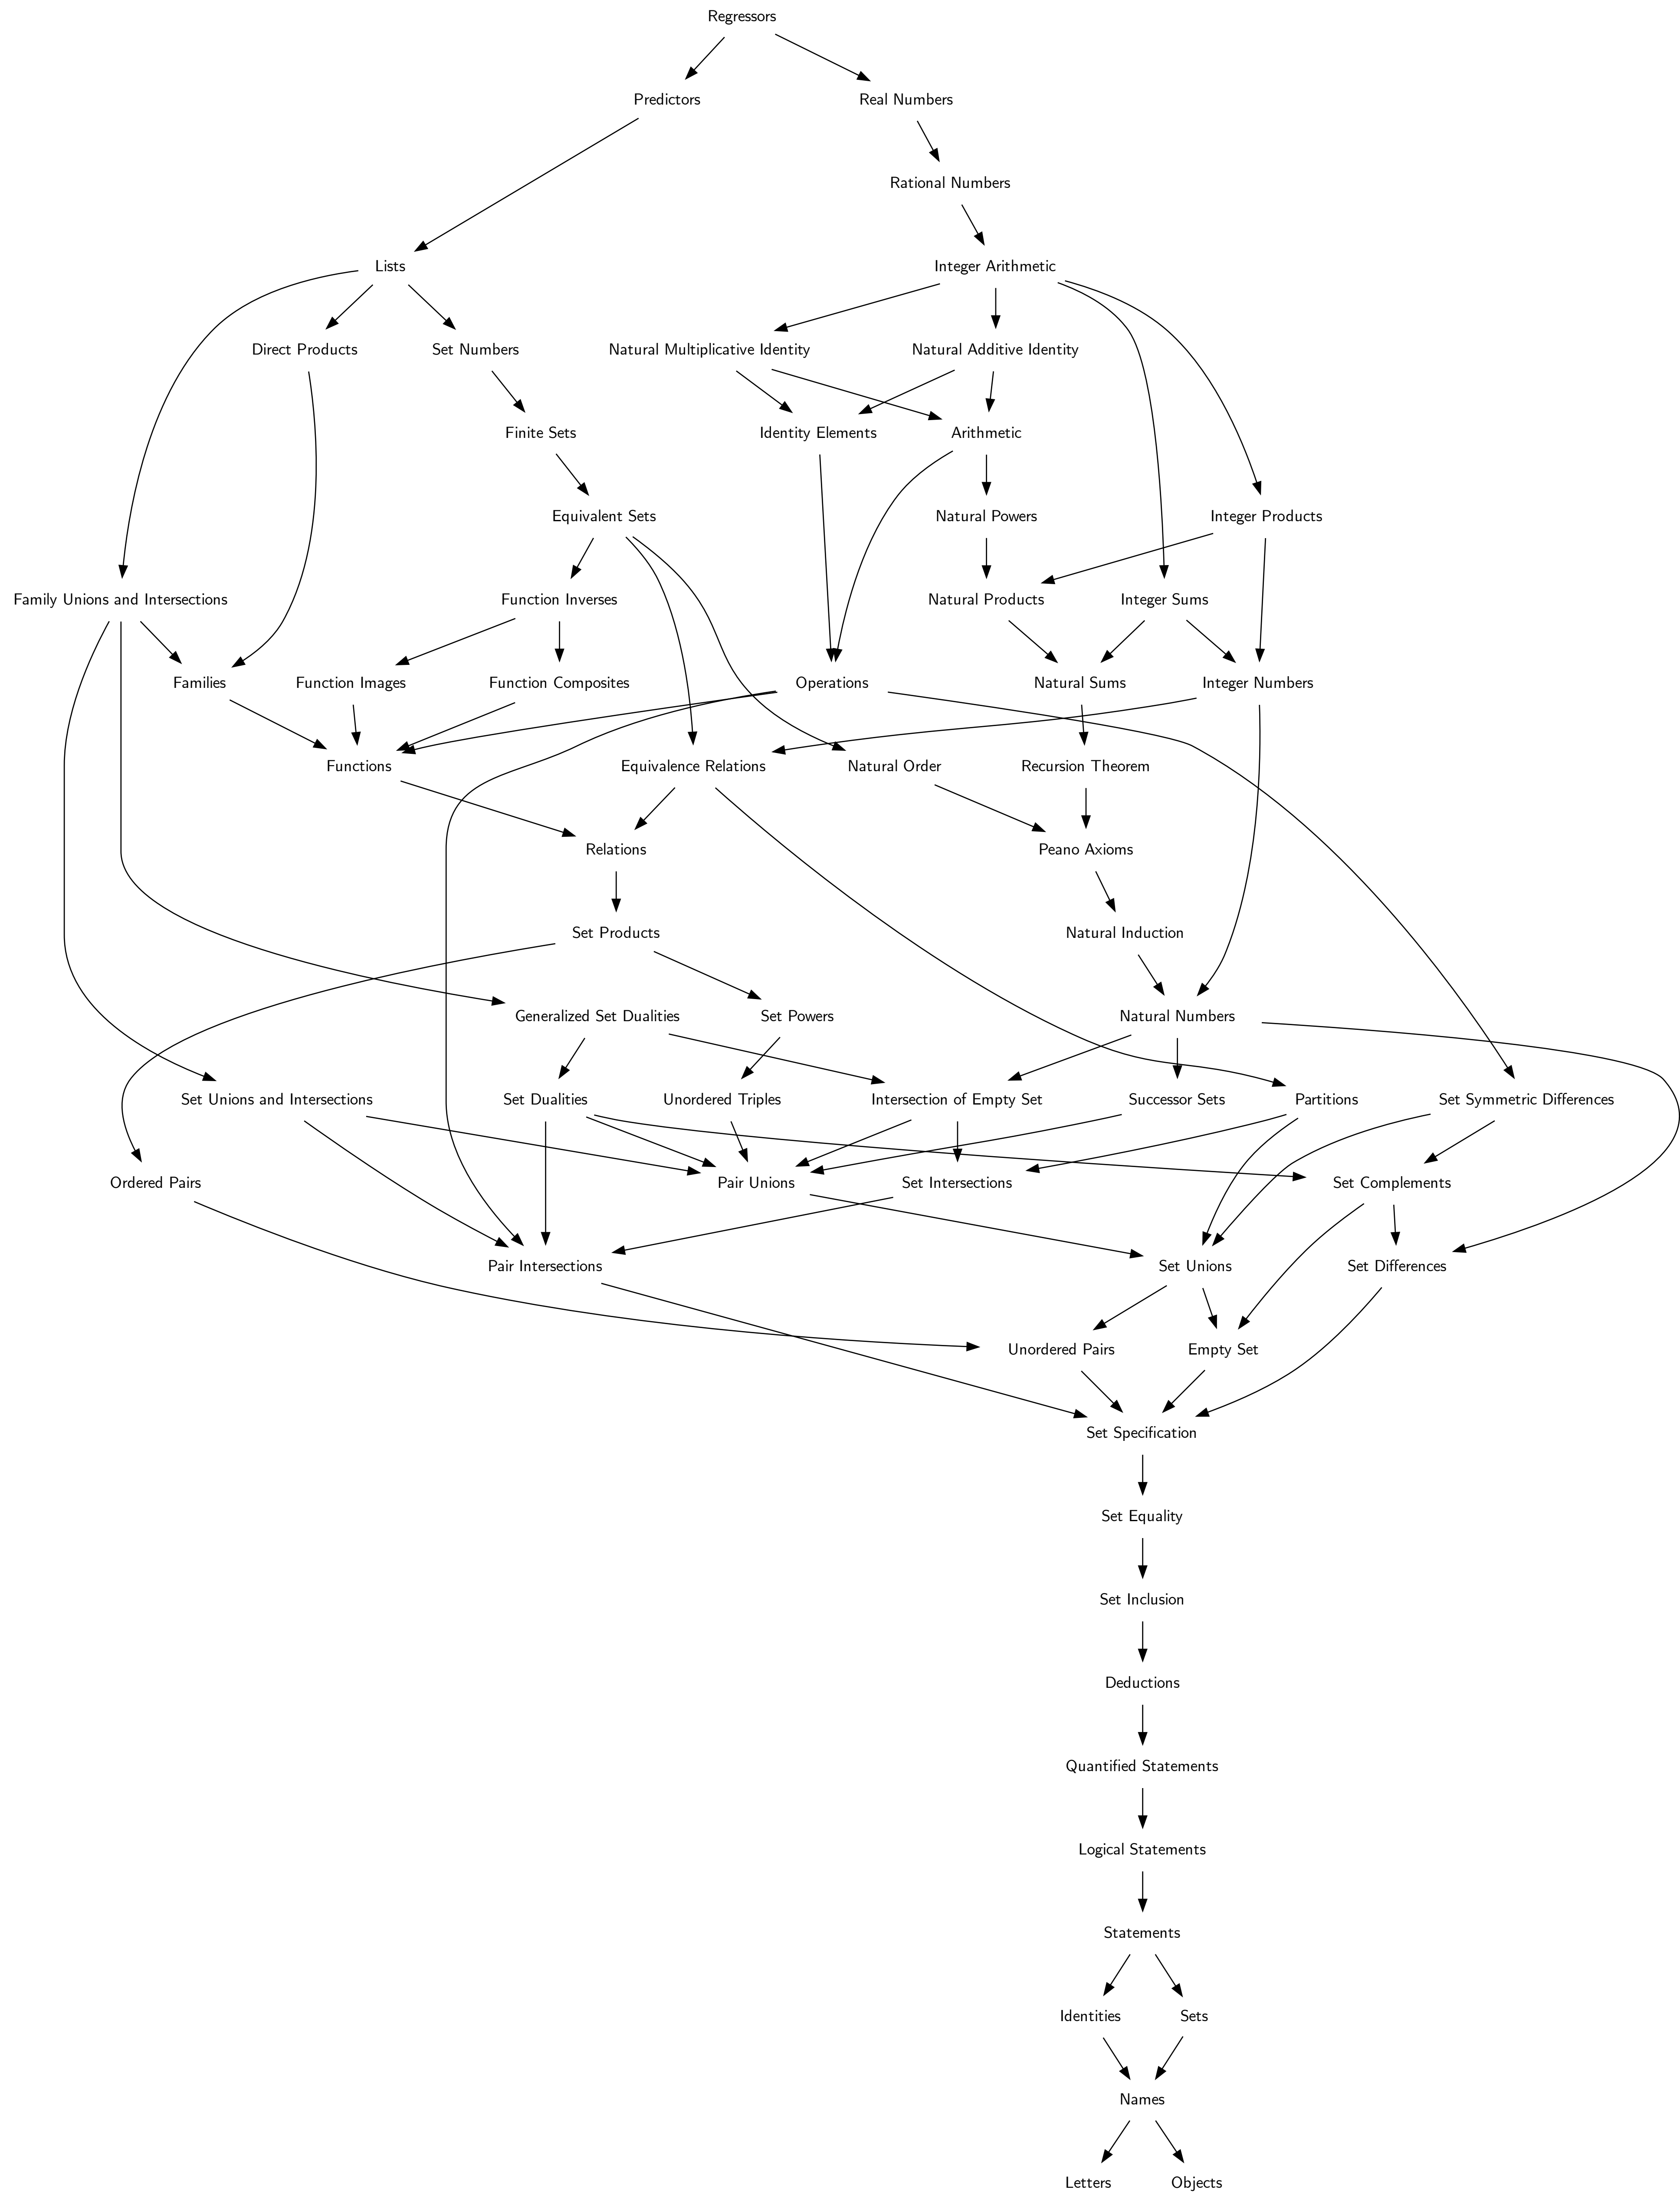 Regressors
Predictors
Real Numbers
Rational Numbers
Lists
Integer Arithmetic
Direct Products
Set Numbers
Natural Multiplicative Identity
Natural Additive Identity
Finite Sets
Identity Elements
Arithmetic
Equivalent Sets
Natural Powers
Integer Products
Family Unions and Intersections
Function Inverses
Natural Products
Integer Sums
Families
Function Images
Function Composites
Operations
Natural Sums
Integer Numbers
Functions
Equivalence Relations
Natural Order
Recursion Theorem
Relations
Peano Axioms
Set Products
Natural Induction
Generalized Set Dualities
Set Powers
Natural Numbers
Set Unions and Intersections
Set Dualities
Unordered Triples
Intersection of Empty Set
Successor Sets
Partitions
Set Symmetric Differences
Ordered Pairs
Pair Unions
Set Intersections
Set Complements
Pair Intersections
Set Unions
Set Differences
Unordered Pairs
Empty Set
Set Specification
Set Equality
Set Inclusion
Deductions
Quantified Statements
Logical Statements
Statements
Identities
Sets
Names
Letters
Objects